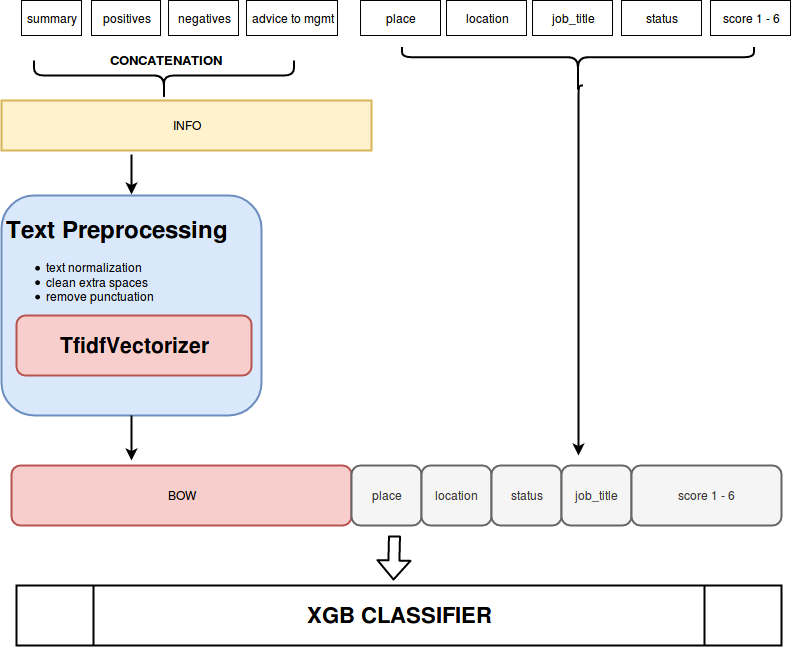 summary
positives
negatives
advice to mgmt
place
location
job_title
status
score 1 - 6
CONCATENATION
INFO
Text Preprocessing
text normalization
clean extra spaces
remove punctuation
TfidfVectorizer
BOW
place
location
status
job_title
score 1 - 6
XGB CLASSIFIER